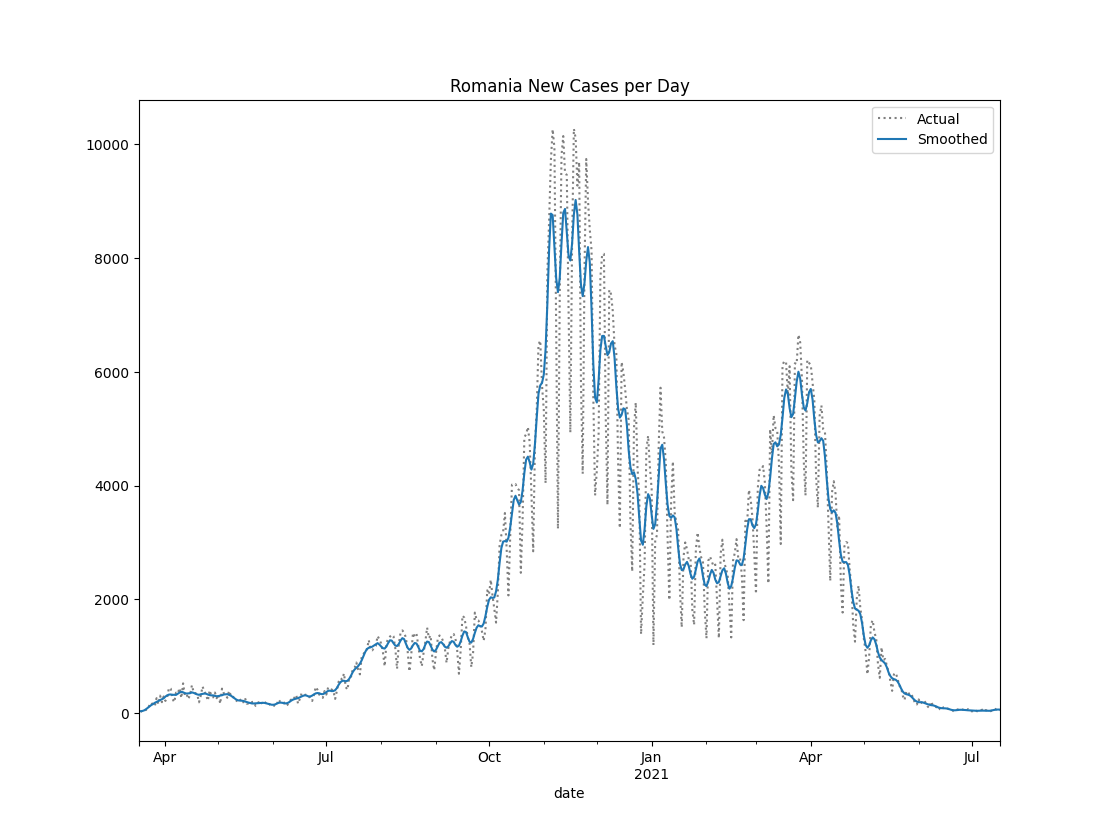 Romania New Cases per Day
Actual
Smoothed
10000
8000
6000
4000
2000
0
Apr
Jul
Oct
Jan
2021
Apr
Jul
date